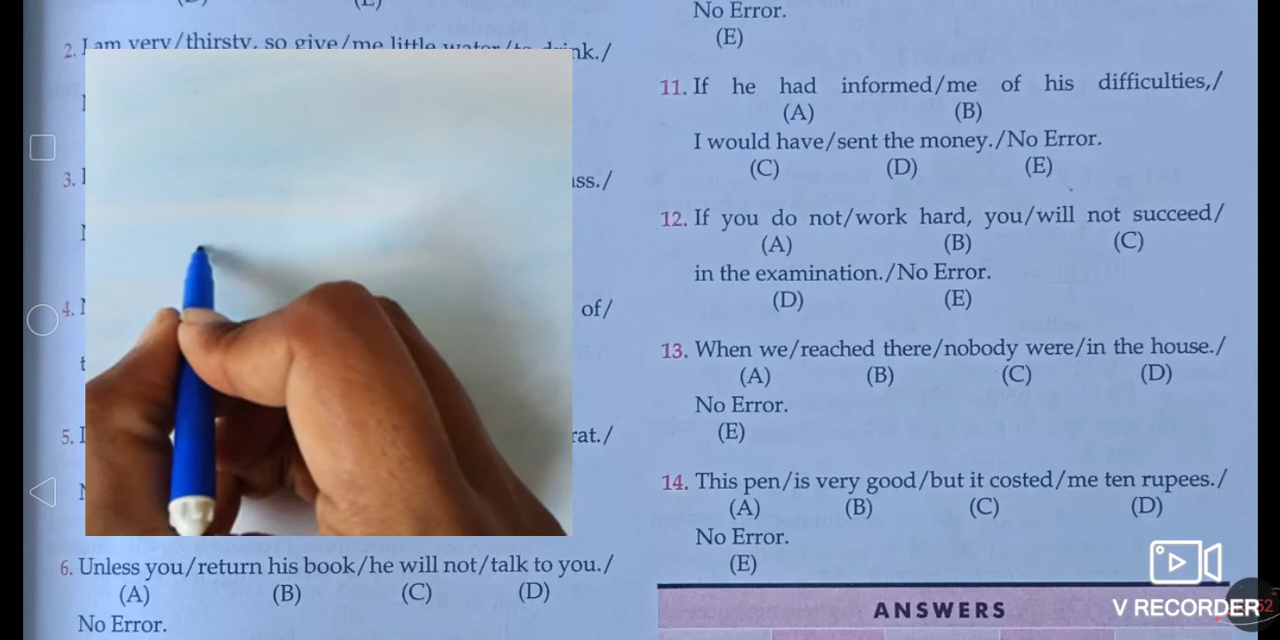 (D) (E)
2. I am very/thirsty, so give/me little water/to drink./
3. I
ss./
4.
of/
t
5. I
rat./
6. Unless you/return his book/he will not/talk to you./
(A) (B) (C) (D)
No Error.
No Error.
(E)
11. If he had informed/me of his difficulties,/
(A) (B)
I would have/sent the money./No Error.
(C) (D) (E)
12. If you do not/work hard, you/will not succeed/
(A) (B) (C)
in the examination./No Error.
(D) (E)
13. When we/reached there/nobody were/in the house./
(A) (B) (C) (D)
No Error.
(E)
14. This pen/is very good/but it costed/me ten rupees./
(A) (B) (C) (D)
No Error.
(E)
ANSWERS
V RECORDER